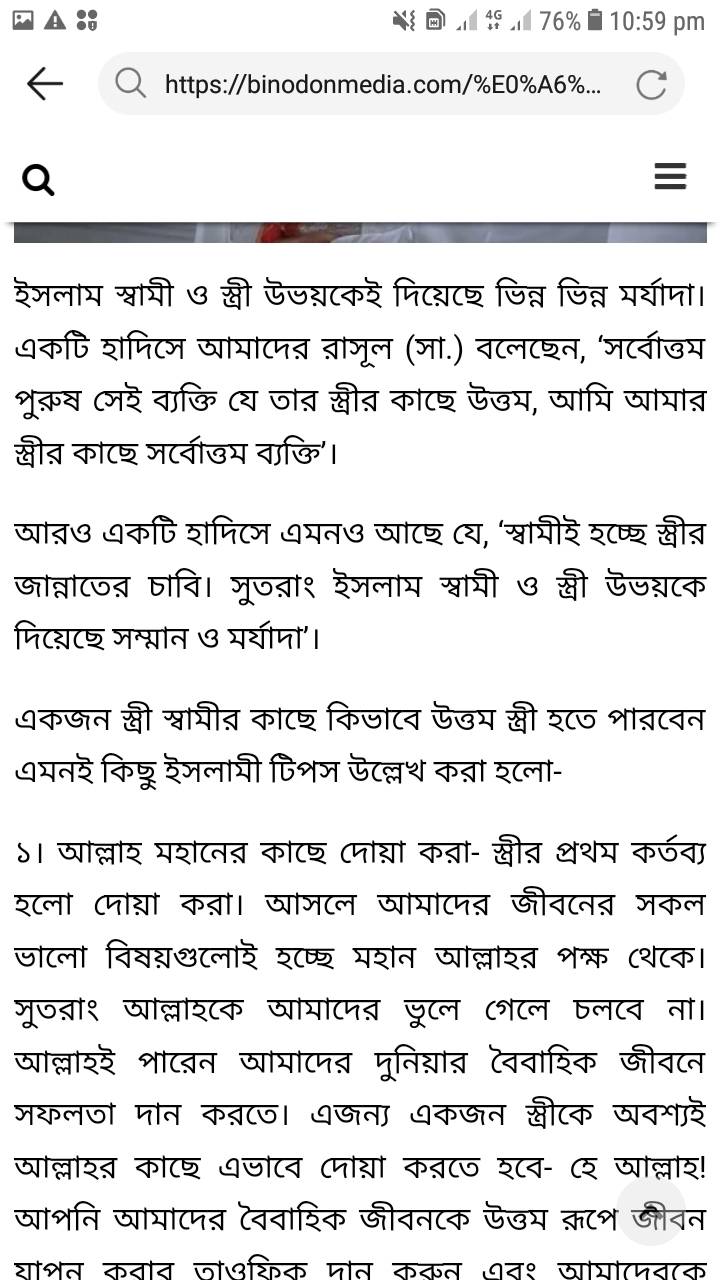 4G 76% 10:59 pm
https://binodonmedia.com/%E0%A6%...
ইসলাম স্বামী ও স্ত্রী উভয়কেই দিয়েছে ভিন্ন ভিন্ন মর্যাদা।
একটি হাদিসে আমাদের রাসূল (সা.) বলেছেন, ‘সর্বোত্তম
পুরুষ সেই ব্যক্তি যে তার স্ত্রীর কাছে উত্তম, আমি আমার
স্ত্রীর কাছে সর্বোত্তম ব্যক্তি’।
আরও একটি হাদিসে এমনও আছে যে, ‘স্বামীই হচ্ছে স্ত্রীর
জান্নাতের চাবি। সুতরাং ইসলাম স্বামী ও স্ত্রী উভয়কে
দিয়েছে সম্মান ও মর্যাদা’।
একজন স্ত্রী স্বামীর কাছে কিভাবে উত্তম স্ত্রী হতে পারবেন
এমনই কিছু ইসলামী টিপস উল্লেখ করা হলো-
১। আল্লাহ মহানের কাছে দোয়া করা- স্ত্রীর প্রথম কর্তব্য
হলো দোয়া করা। আসলে আমাদের জীবনের সকল
ভালো বিষয়গুলোই হচ্ছে মহান আল্লাহর পক্ষ থেকে।
সুতরাং আল্লাহকে আমাদের ভুলে গেলে চলবে না।
আল্লাহই পারেন আমাদের দুনিয়ার বৈবাহিক জীবনে
সফলতা দান করতে। এজন্য একজন স্ত্রীকে অবশ্যই
আল্লাহর কাছে এভাবে দোয়া করতে হবে- হে আল্লাহ!
আপনি আমাদের বৈবাহিক জীবনকে উত্তম রূপে জীবন
যাপন করার তাওফিক দান করুন এবং আমাদেরকে